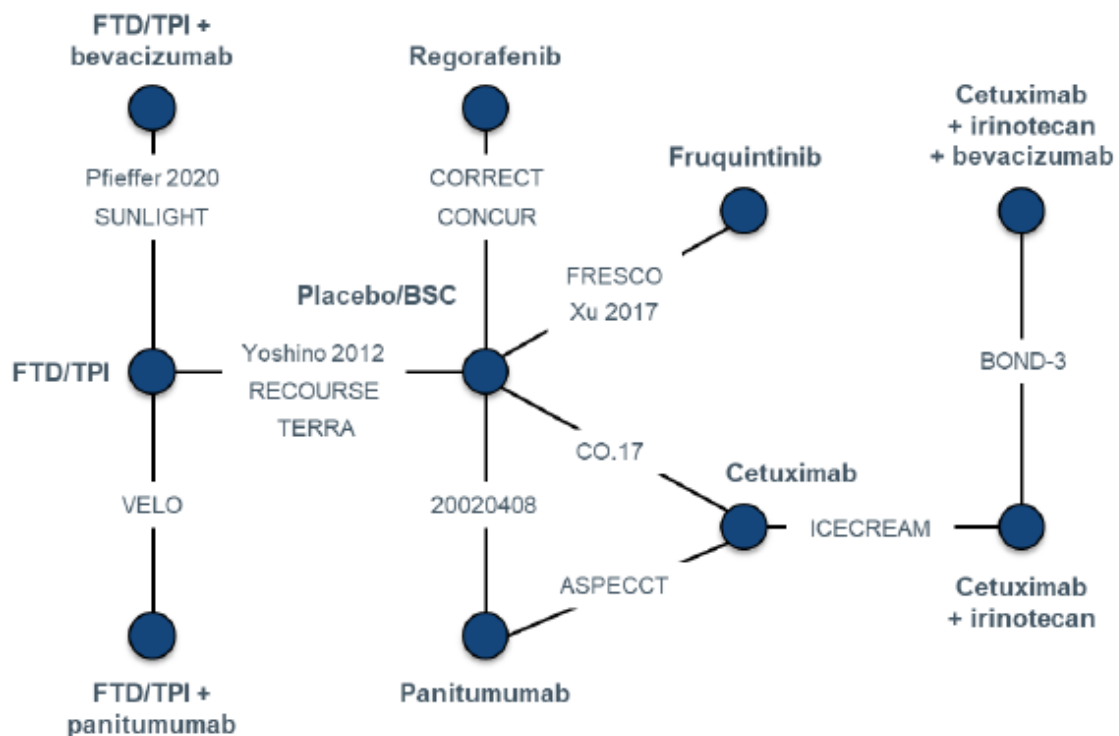 FTD/TPI +
bevacizumab
Regorafenib
Cetuximab
+ irinotecan
+ bevacizumab
Fruquintinib
Pfieffer 2020
SUNLIGHT
CORRECT
CONCUR
FRESCO
Xu 2017
Placebo/BSC
FTD/TPI
Yoshino 2012
RECOURSE
TERRA
BOND-3
CO.17
Cetuximab
VELO
20020408
ICECREAM
ASPECCT
Cetuximab
+ irinotecan
FTD/TPI +
panitumumab
Panitumumab